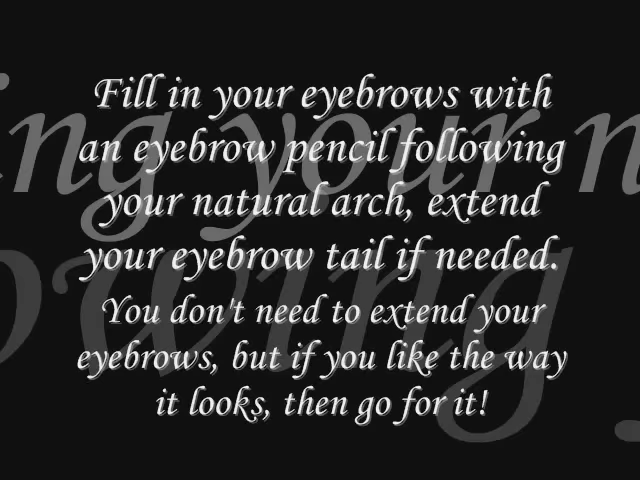 Fill in your eyebrows with
an eyebrow pencil following
your natural arch, extend
your eyebrow tail if needed.
You don't need to extend your
eyebrows, but if you like the way
it looks, then go for it!